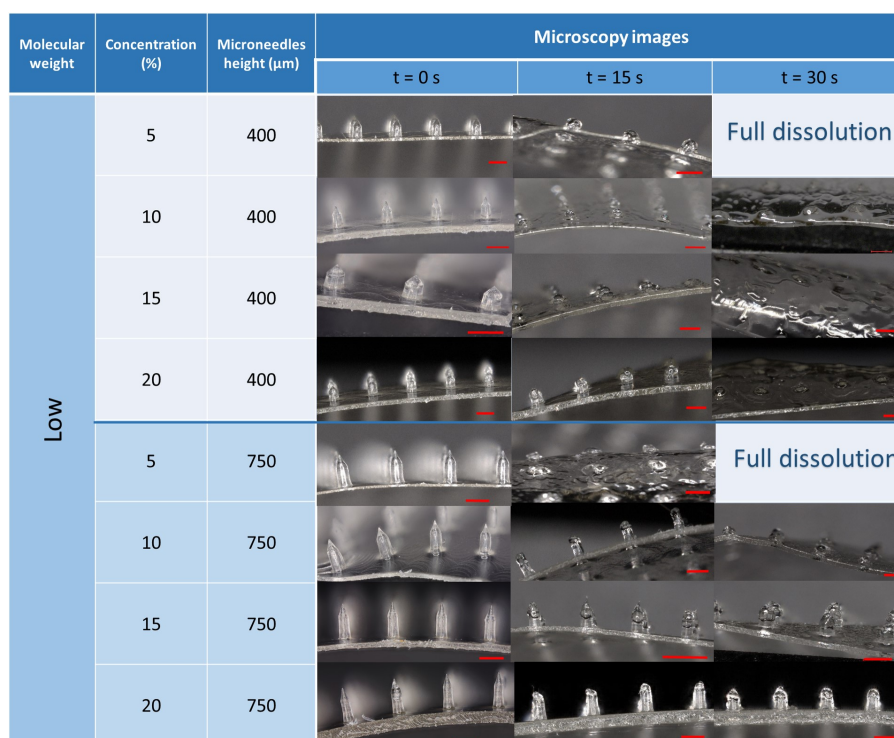 Molecular weight
Concentration (%)
Microneedles height (µm)
Microscopy images
t = 0 s
t = 15 s
t = 30 s
Low
5
400
Full dissolution
10
400
15
400
20
400
5
750
Full dissolution
10
750
15
750
20
750